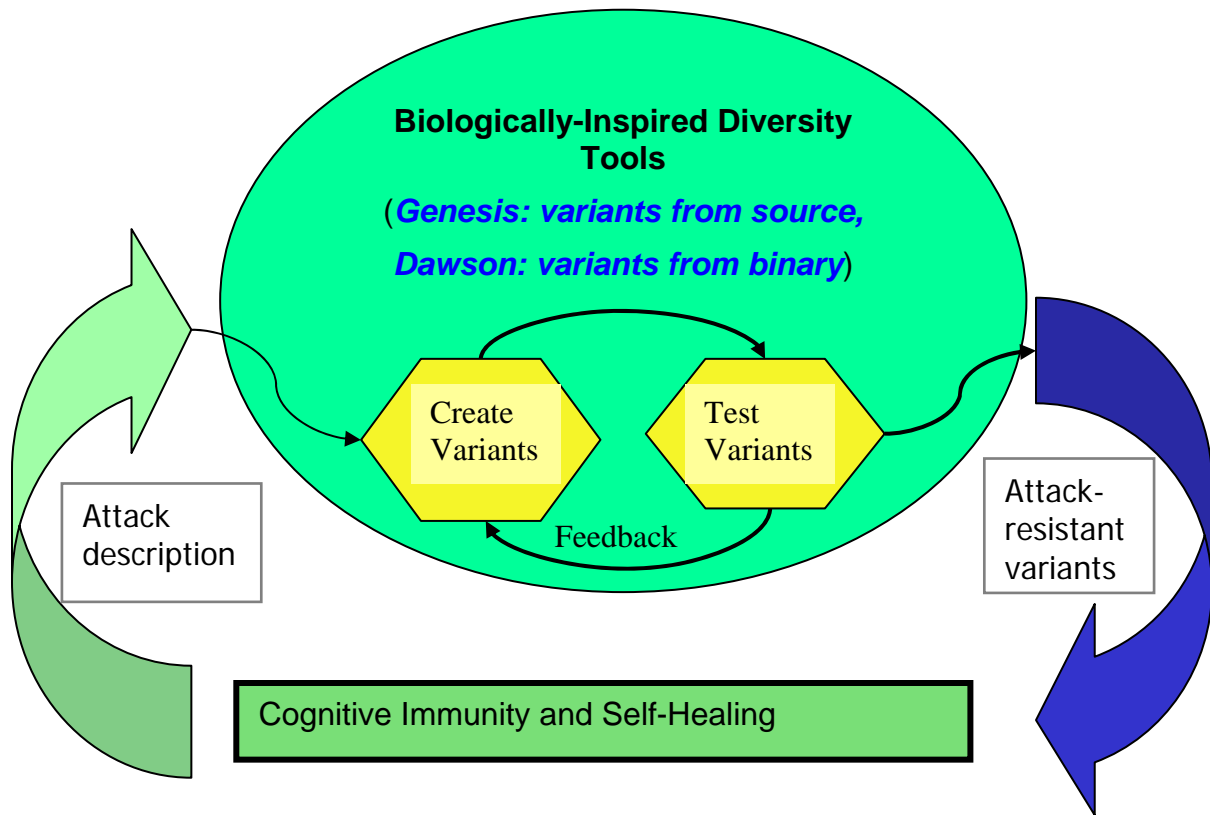 Biologically-Inspired Diversity
Tools
(Genesis: variants from source,
Dawson: variants from binary)
Create
Variants
Test
Variants
Feedback
Attack
description
Attack-
resistant
variants
Cognitive Immunity and Self-Healing